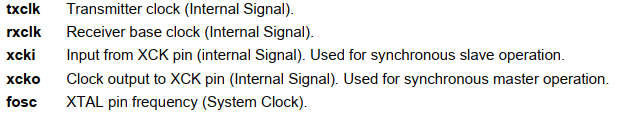 txclk Transmitter clock (Internal Signal).
rxclk Receiver base clock (Internal Signal).
xcki Input from XCK pin (internal Signal). Used for synchronous slave operation.
xcko Clock output to XCK pin (Internal Signal). Used for synchronous master operation.
fosc XTAL pin frequency (System Clock).